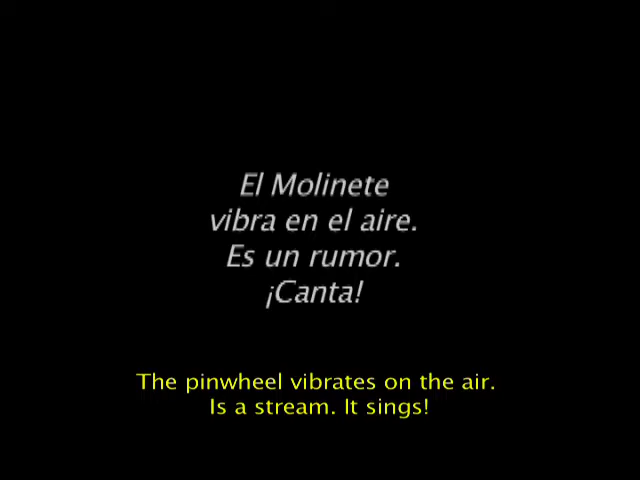 El Molinete
vibra en el aire.
Es un rumor.
¡Canta!
The pinwheel vibrates on the air.
Is a stream. It sings!